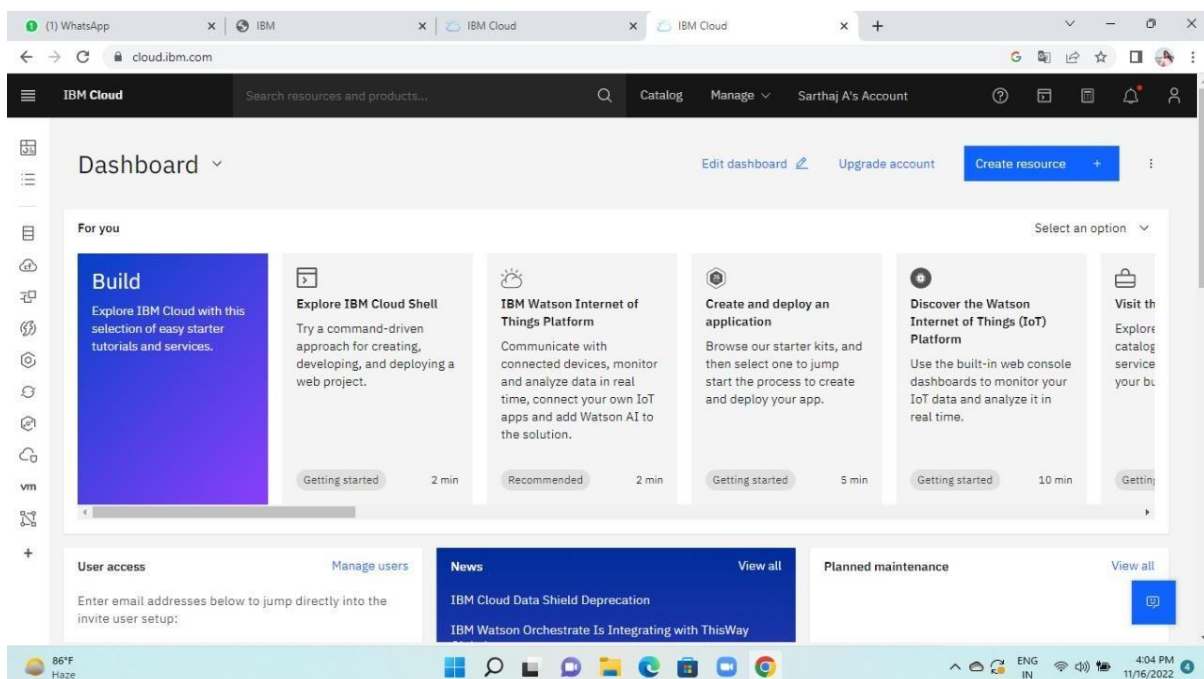 (1) WhatsApp
IBM
IBM Cloud
IBM Cloud
cloud.ibm.com
IBM Cloud
Search resources and products...
Catalog
Manage
Sarthaj A's Account
Dashboard
Edit dashboard
Upgrade account
Create resource +
For you
Select an option
Build
Explore IBM Cloud with this
selection of easy starter
tutorials and services.
Explore IBM Cloud Shell
Try a command-driven
approach for creating,
developing, and deploying a
web project.
Getting started 2 min
IBM Watson Internet of
Things Platform
Communicate with
connected devices, monitor
and analyze data in real
time, connect your own IoT
apps and add Watson AI to
the solution.
Recommended 2 min
Create and deploy an
application
Browse our starter kits, and
then select one to jump
start the process to create
and deploy your app.
Getting started 5 min
Discover the Watson
Internet of Things (IoT)
Platform
Use the built-in web console
dashboards to monitor your
IoT data and analyze it in
real time.
Getting started 10 min
Visit th
Explore
catalog
service
your bu
Getting
vm
User access
Manage users
Enter email addresses below to jump directly into the
invite user setup:
News
View all
IBM Cloud Data Shield Deprecation
IBM Watson Orchestrate Is Integrating with ThisWay
Planned maintenance
View all
86°F
Haze
ENG
IN
4:04 PM
11/16/2022
4